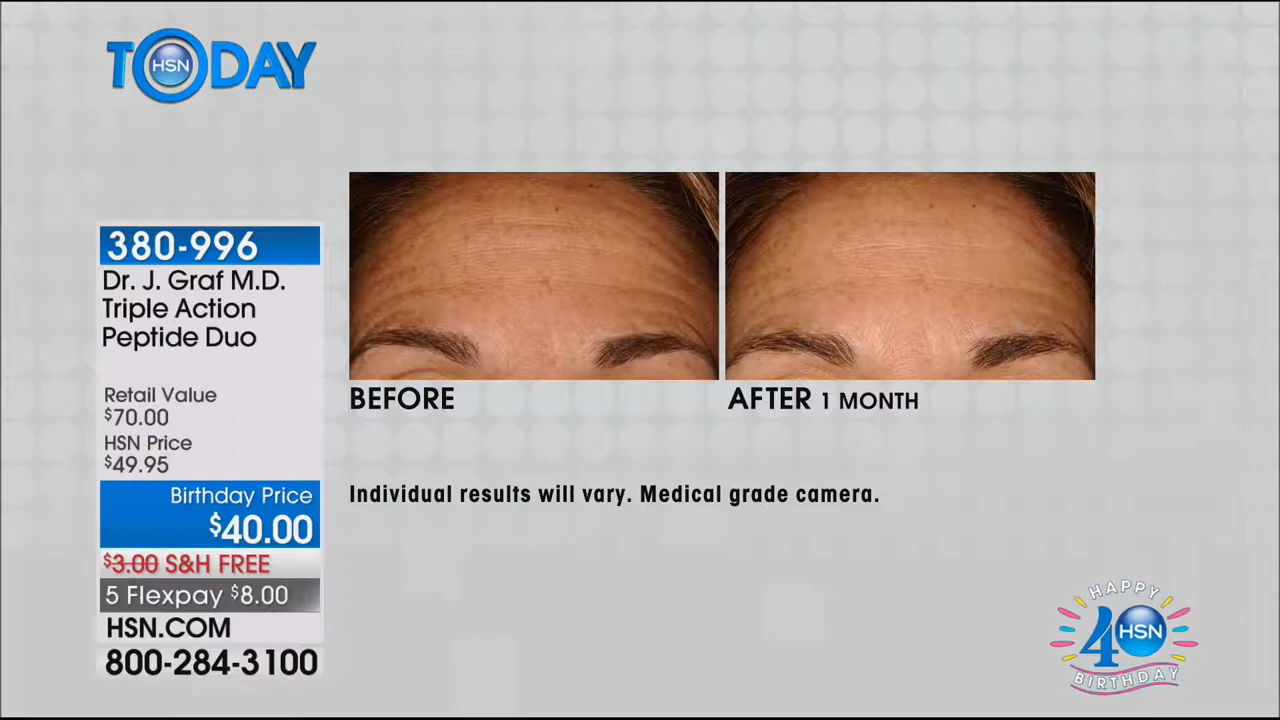 TODAY
HSN
380-996
Dr. J. Graf M.D.
Triple Action
Peptide Duo
Retail Value
$70.00
HSN Price
$49.95
Birthday Price
$40.00
$3.00 S&H FREE
5 Flexpay $8.00
HSN.COM
800-284-3100
BEFORE
AFTER 1 MONTH
Individual results will vary. Medical grade camera.
HAPPY
40
HSN
BIRTHDAY